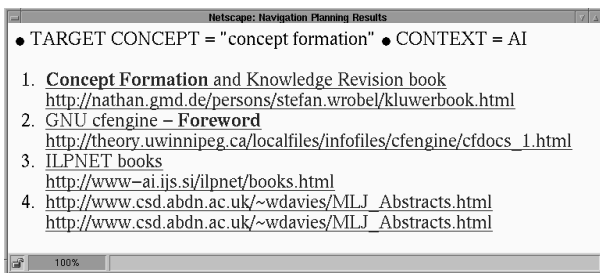 Netscape: Navigation Planning Results
● TARGET CONCEPT = "concept formation" ● CONTEXT = AI
1. Concept Formation and Knowledge Revision book
http://nathan.gmd.de/persons/stefan.wrobel/kluwerbook.html
2. GNU cfengine – Foreword
http://theory.uwinnipeg.ca/localfiles/infofiles/cfengine/cfdocs_1.html
3. ILPNET books
http://www-ai.ijs.si/ilpnet/books.html
4. http://www.csd.abdn.ac.uk/~wdavies/MLJ_Abstracts.html
http://www.csd.abdn.ac.uk/~wdavies/MLJ_Abstracts.html
100%